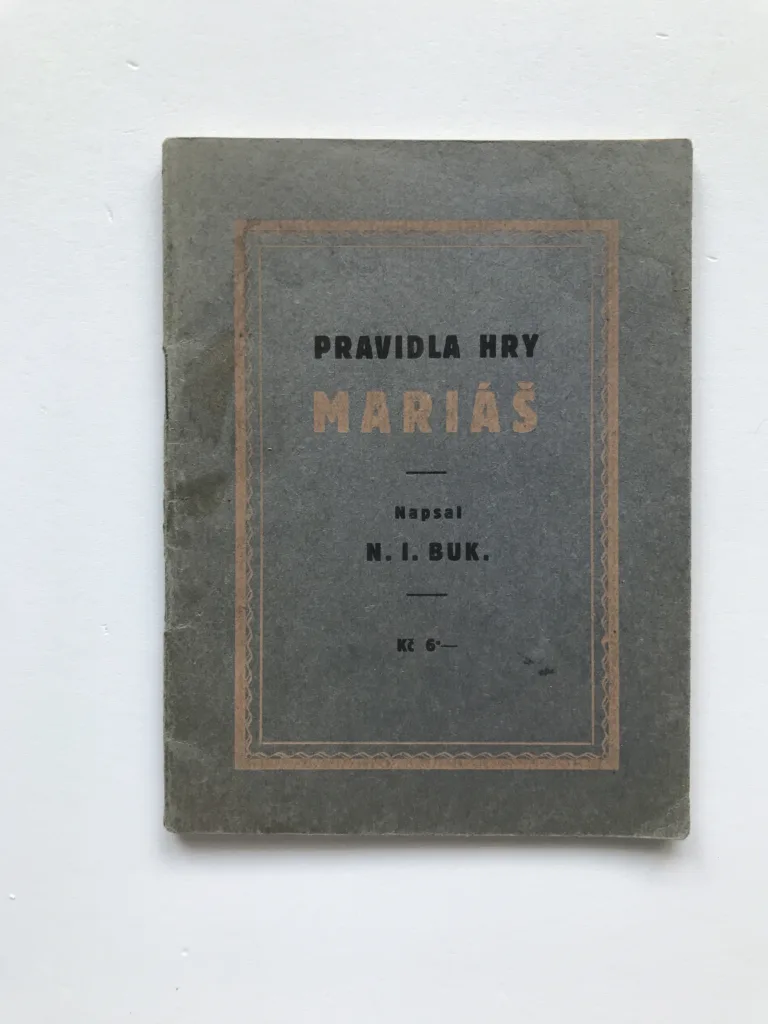 PRAVIDLA HRY
MARIÁŠ
Napsal
N. I. BUK.
Kč 6·—